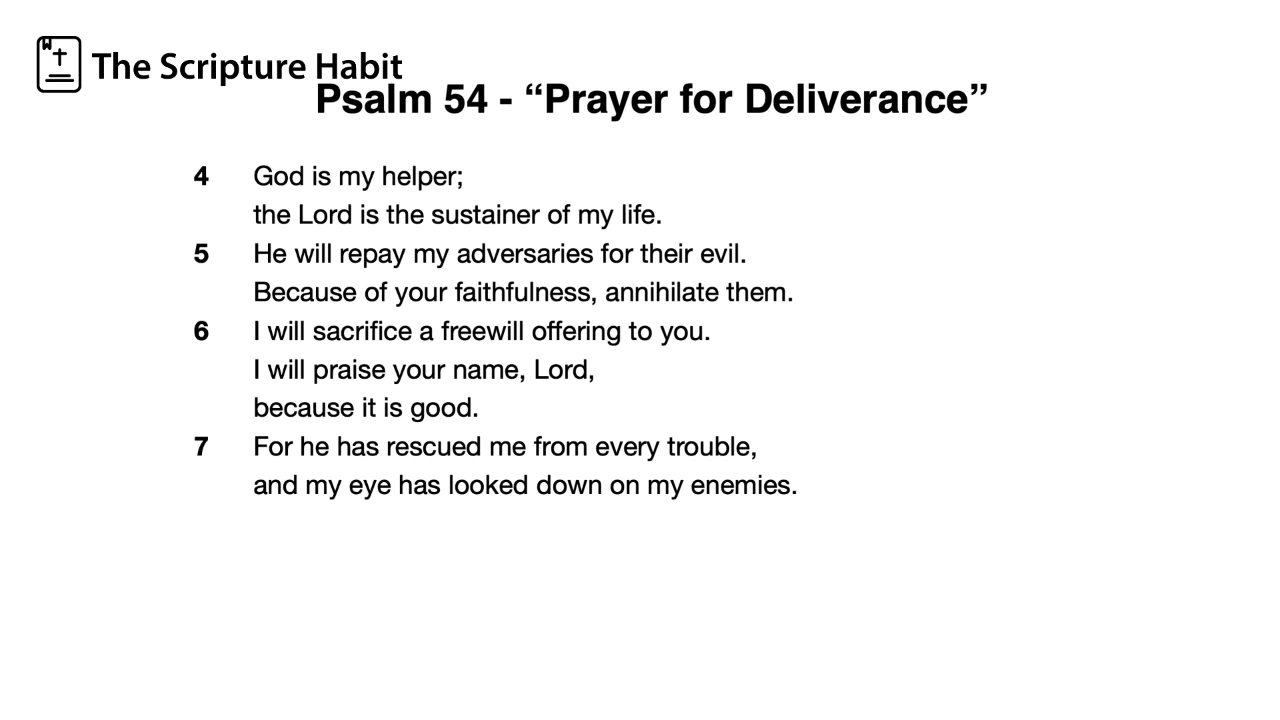 The Scripture Habit
Psalm 54 - “Prayer for Deliverance”
4 God is my helper;
the Lord is the sustainer of my life.
5 He will repay my adversaries for their evil.
Because of your faithfulness, annihilate them.
6 I will sacrifice a freewill offering to you.
I will praise your name, Lord,
because it is good.
7 For he has rescued me from every trouble,
and my eye has looked down on my enemies.